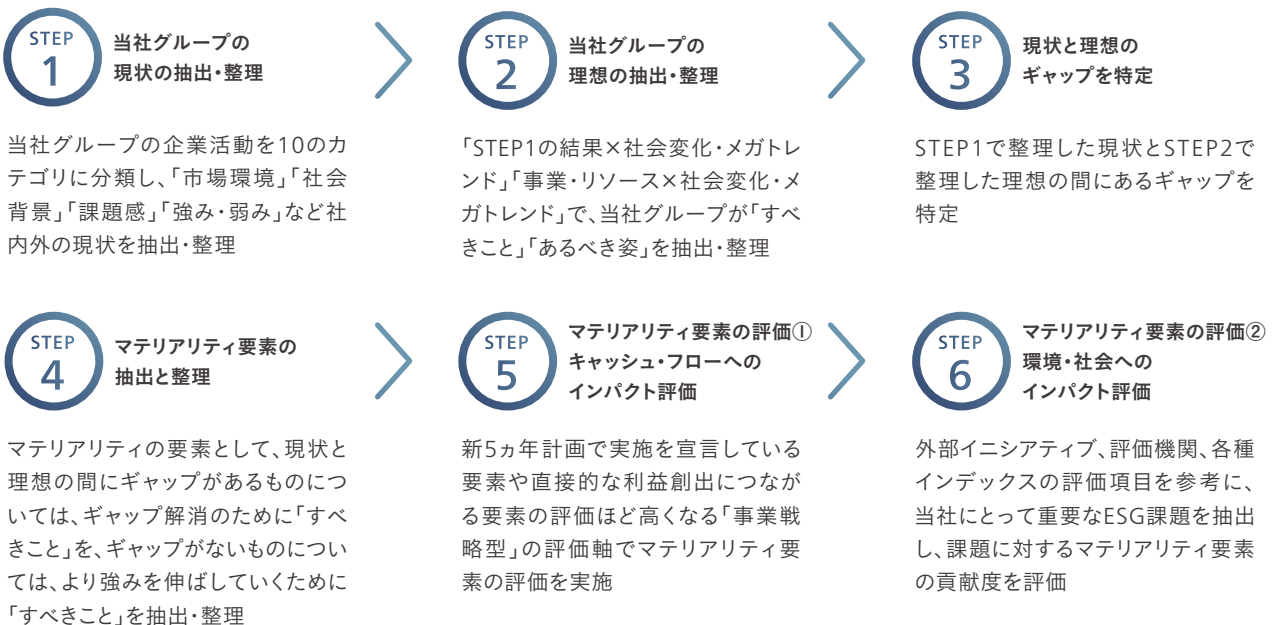 STEP
1
当社グループの
現状の抽出・整理
当社グループの企業活動を10のカ
テゴリに分類し、「市場環境」「社会
背景」「課題感」「強み・弱み」など社
内外の現状を抽出・整理
STEP
2
当社グループの
理想の抽出・整理
「STEP1の結果×社会変化・メガトレ
ンド」「事業・リソース×社会変化・メ
ガトレンド」で、当社グループが「すべ
きこと」「あるべき姿」を抽出・整理
STEP
3
現状と理想の
ギャップを特定
STEP1で整理した現状とSTEP2で
整理した理想の間にあるギャップを
特定
STEP
4
マテリアリティ要素の
抽出と整理
マテリアリティの要素として、現状と
理想の間にギャップがあるものにつ
いては、ギャップ解消のために「すべ
きこと」を、ギャップがないものについ
ては、より強みを伸ばしていくために
「すべきこと」を抽出・整理
STEP
5
マテリアリティ要素の評価①
キャッシュ・フローへの
インパクト評価
新5ヵ年計画で実施を宣言している
要素や直接的な利益創出につなが
る要素の評価ほど高くなる「事業戦
略型」の評価軸でマテリアリティ要
素の評価を実施
STEP
6
マテリアリティ要素の評価②
環境・社会への
インパクト評価
外部イニシアティブ、評価機関、各種
インデックスの評価項目を参考に、
当社にとって重要なESG課題を抽出
し、課題に対するマテリアリティ要素
の貢献度を評価